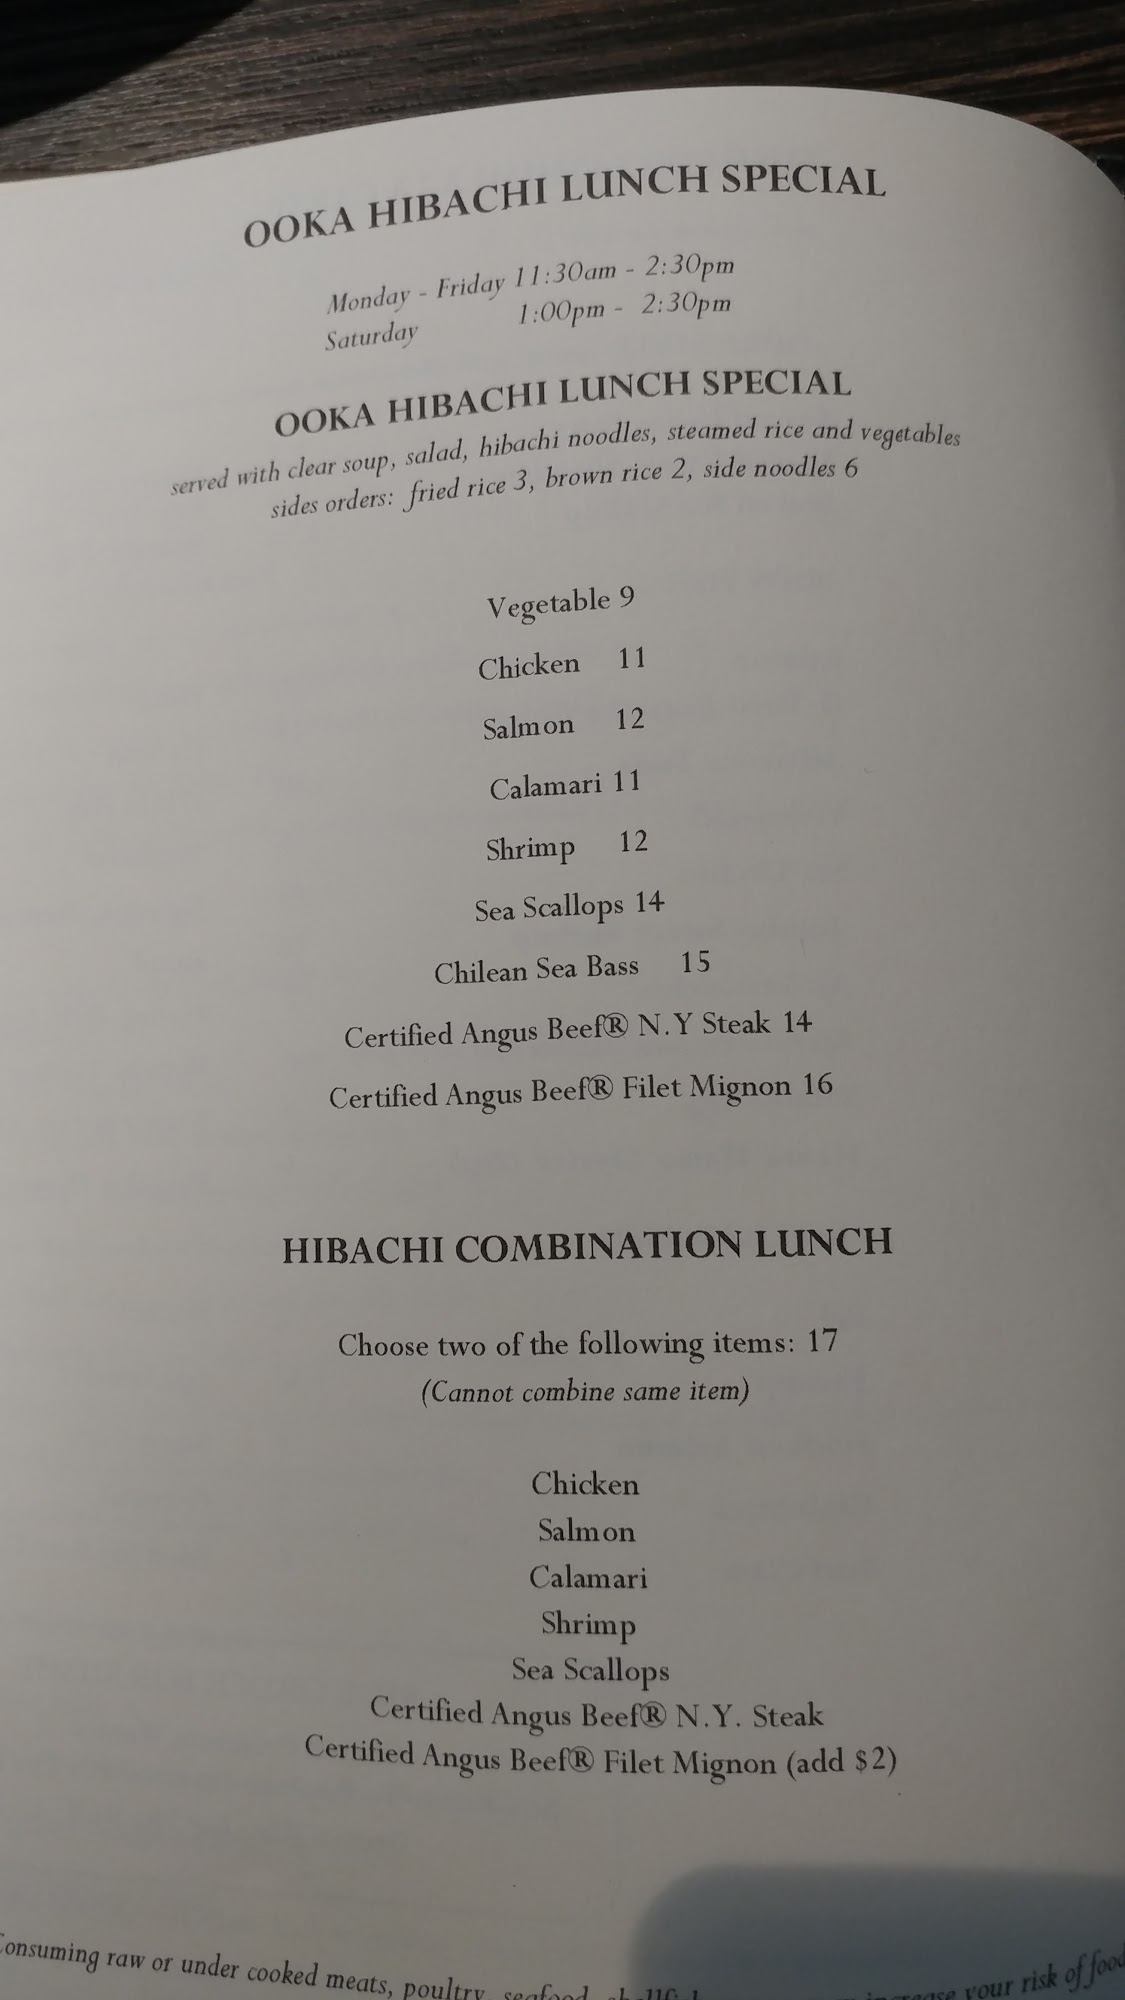 OOKA HIBACHI LUNCH SPECIAL
Monday - Friday 11:30am - 2:30pm
Saturday 1:00pm - 2:30pm
OOKA HIBACHI LUNCH SPECIAL
served with clear soup, salad, hibachi noodles, steamed rice and vegetables
sides orders: fried rice 3, brown rice 2, side noodles 6
Vegetable 9
Chicken 11
Salmon 12
Calamari 11
Shrimp 12
Sea Scallops 14
Chilean Sea Bass 15
Certified Angus Beef® N.Y Steak 14
Certified Angus Beef® Filet Mignon 16
HIBACHI COMBINATION LUNCH
Choose two of the following items: 17
(Cannot combine same item)
Chicken
Salmon
Calamari
Shrimp
Sea Scallops
Certified Angus Beef® N.Y. Steak
Certified Angus Beef® Filet Mignon (add $2)
Consuming raw or under cooked meats, poultry, seafood, increase your risk of food